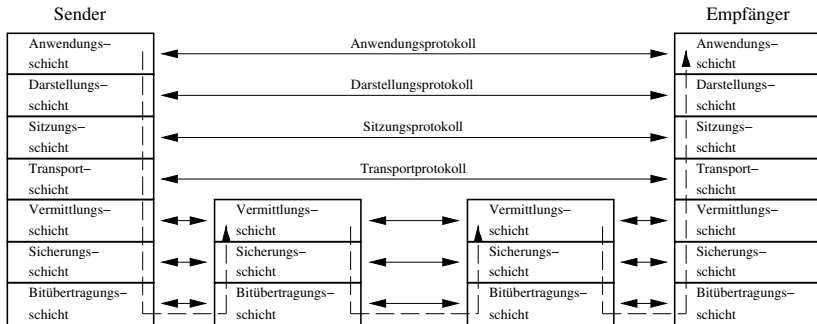 Sender
Empfänger
Anwendungs–
schicht
Anwendungsprotokoll
Anwendungs–
schicht
Darstellungs–
schicht
Darstellungsprotokoll
Darstellungs–
schicht
Sitzungs–
schicht
Sitzungsprotokoll
Sitzungs–
schicht
Transport–
schicht
Transportprotokoll
Transport–
schicht
Vermittlungs–
schicht
Vermittlungs–
schicht
Vermittlungs–
schicht
Vermittlungs–
schicht
Sicherungs–
schicht
Sicherungs–
schicht
Sicherungs–
schicht
Sicherungs–
schicht
Bitübertragungs–
schicht
Bitübertragungs–
schicht
Bitübertragungs–
schicht
Bitübertragungs–
schicht